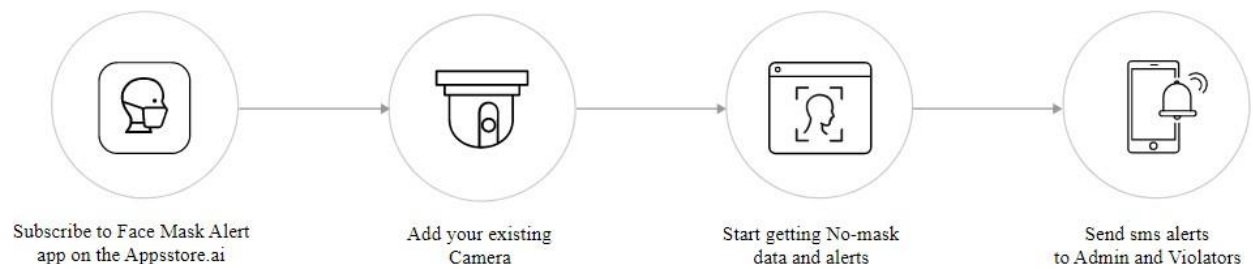 Subscribe to Face Mask Alert
app on the Appsstore.ai
Add your existing
Camera
Start getting No-mask
data and alerts
Send sms alerts
to Admin and Violators